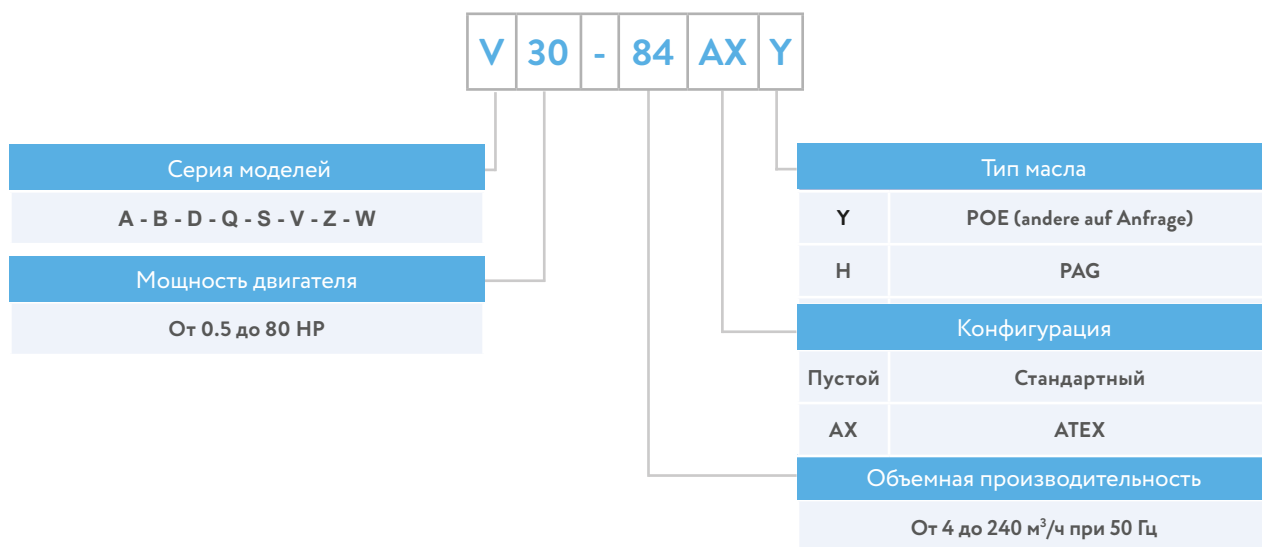 V 30 - 84 AX Y
Серия моделей
A - B - D - Q - S - V - Z - W
Мощность двигателя
От 0.5 до 80 HP
Тип масла
Y POE (andere auf Anfrage)
H PAG
Конфигурация
Пустой Стандартный
AX ATEX
Объемная производительность
От 4 до 240 м³/ч при 50 Гц